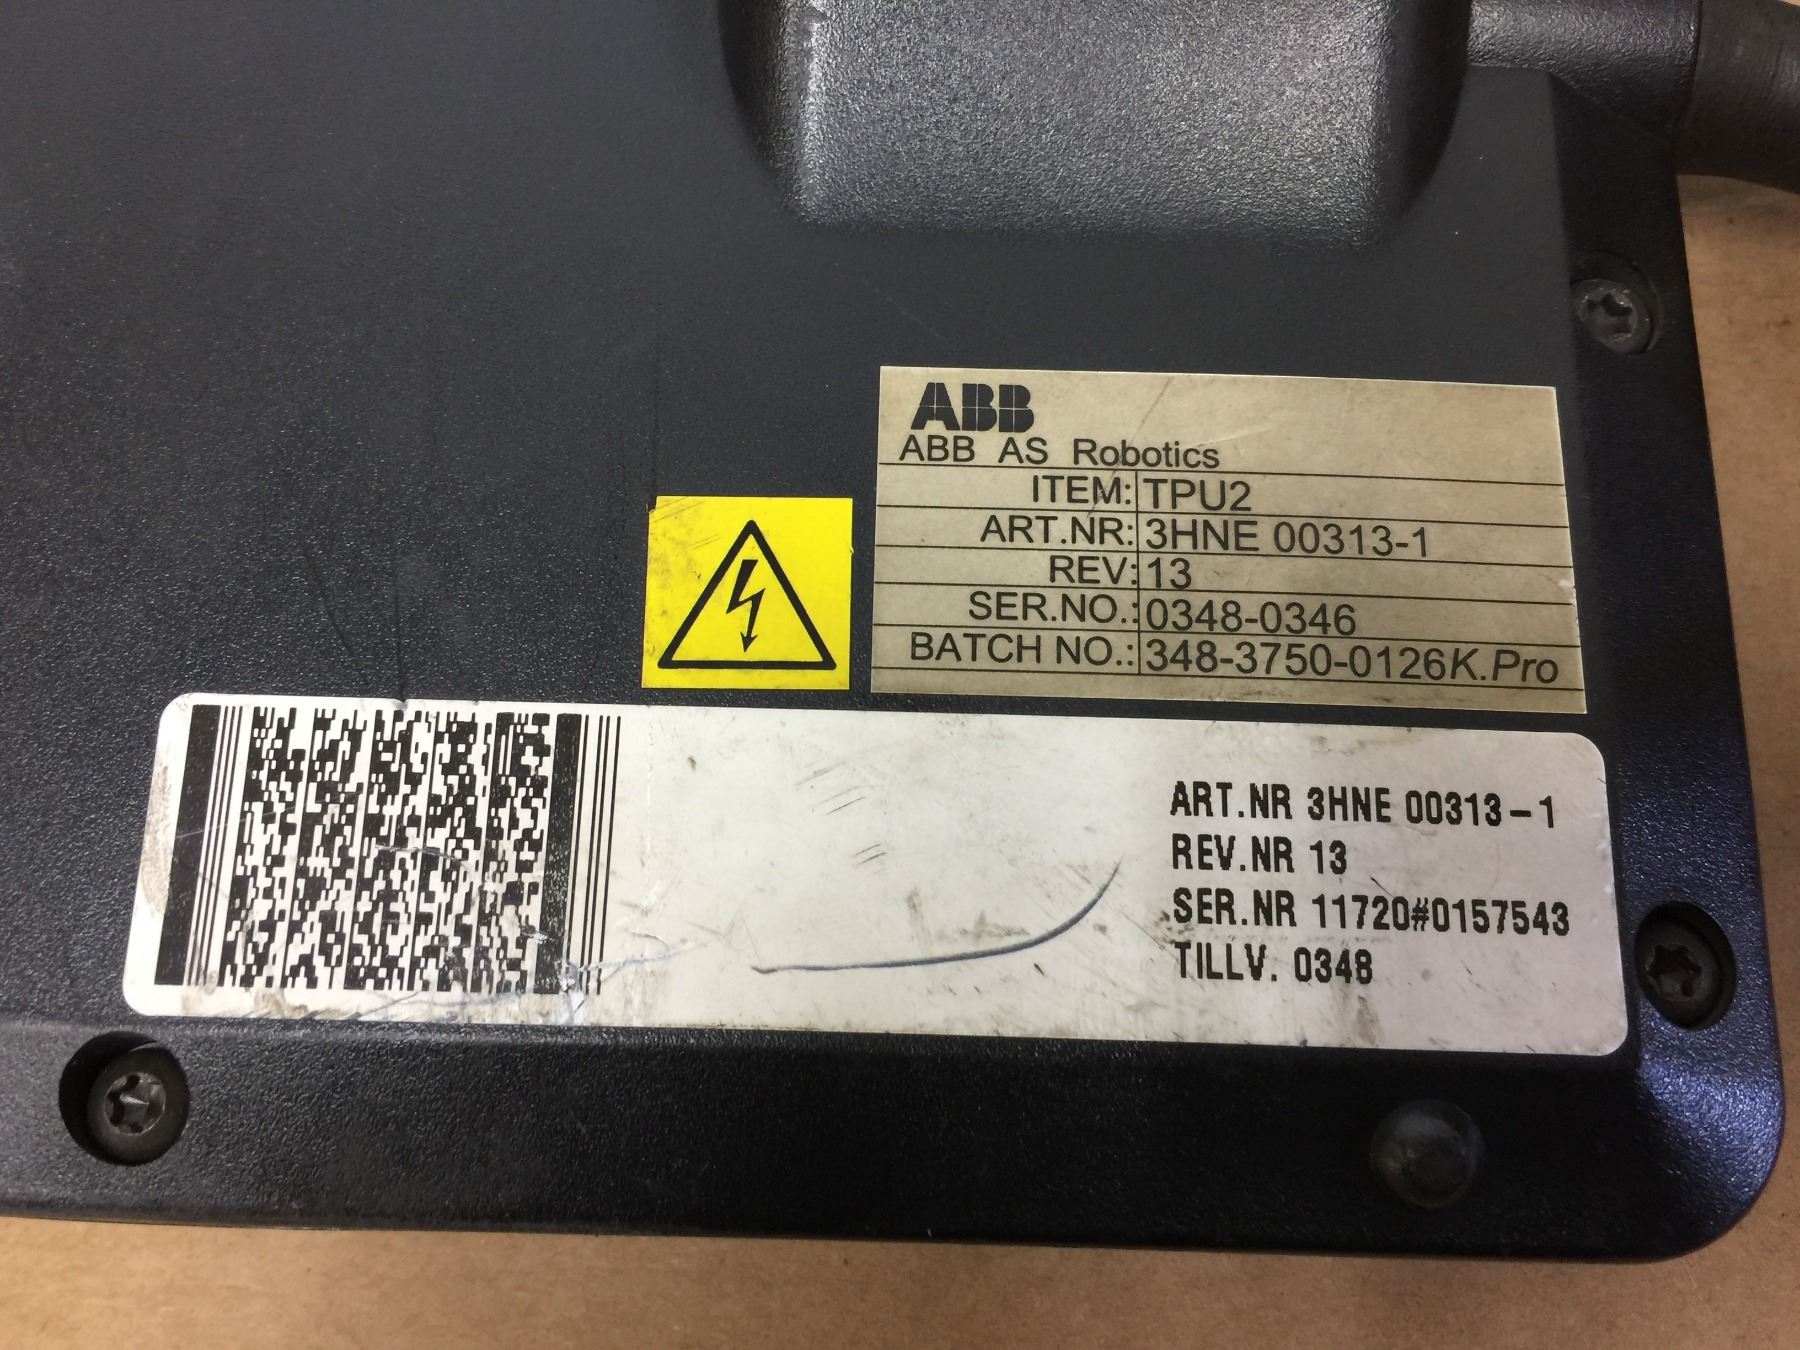 ABB
ABB AS Robotics
ITEM: TPU2
ART.NR: 3HNE 00313-1
REV: 13
SER.NO.: 0348-0346
BATCH NO.: 348-3750-0126K.Pro
ART.NR 3HNE 00313-1
REV.NR 13
SER.NR 11720#0157543
TILLV. 0348